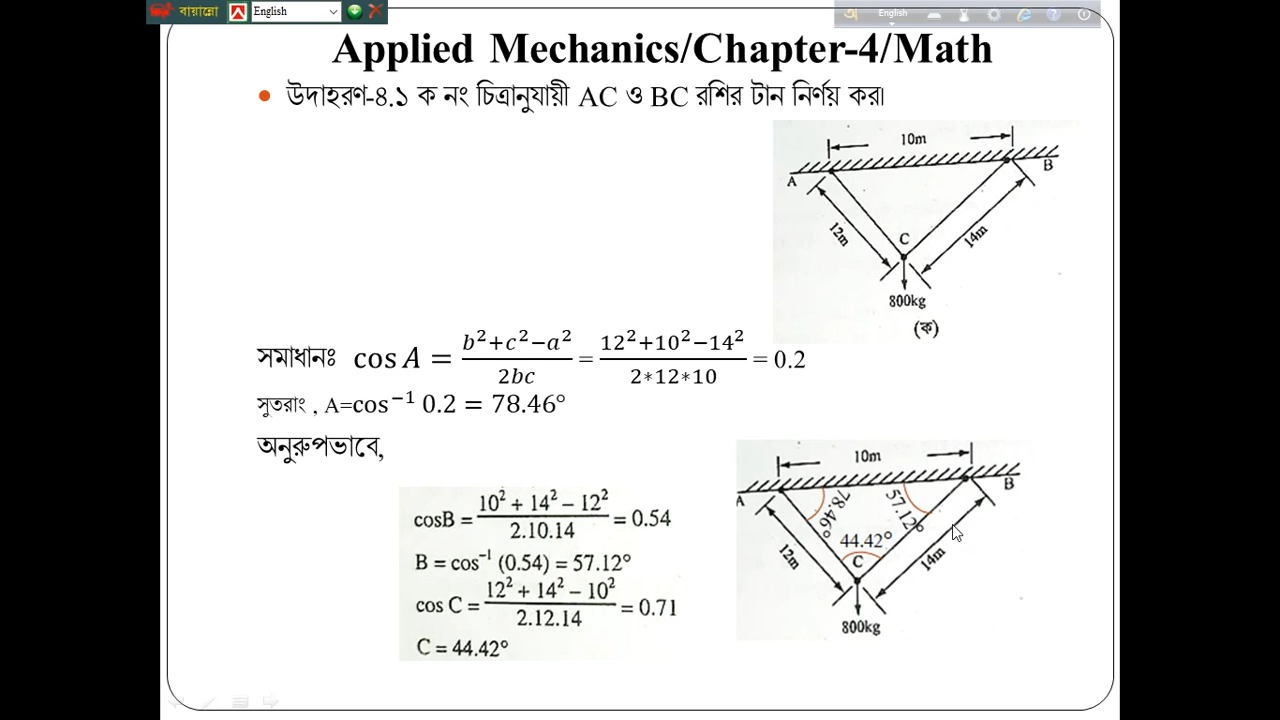 বায়ান্নো English
English
Applied Mechanics/Chapter-4/Math
• উদাহরণ-৪.১ ক নং চিত্রানুযায়ী AC ও BC রশির টান নির্ণয় কর৷
10m
A B
12m C 14m
800kg
(ক)
সমাধানঃ cos A = (b²+c²−a²)/(2bc) = (12²+10²−14²)/(2*12*10) = 0.2
সুতরাং , A=cos⁻¹ 0.2 = 78.46°
অনুরুপভাবে,
cosB = (10² + 14² − 12²)/(2.10.14) = 0.54
B = cos⁻¹ (0.54) = 57.12°
cos C = (12² + 14² − 10²)/(2.12.14) = 0.71
C = 44.42°
10m
A B
78.46° 57.12°
44.42°
12m C 14m
800kg